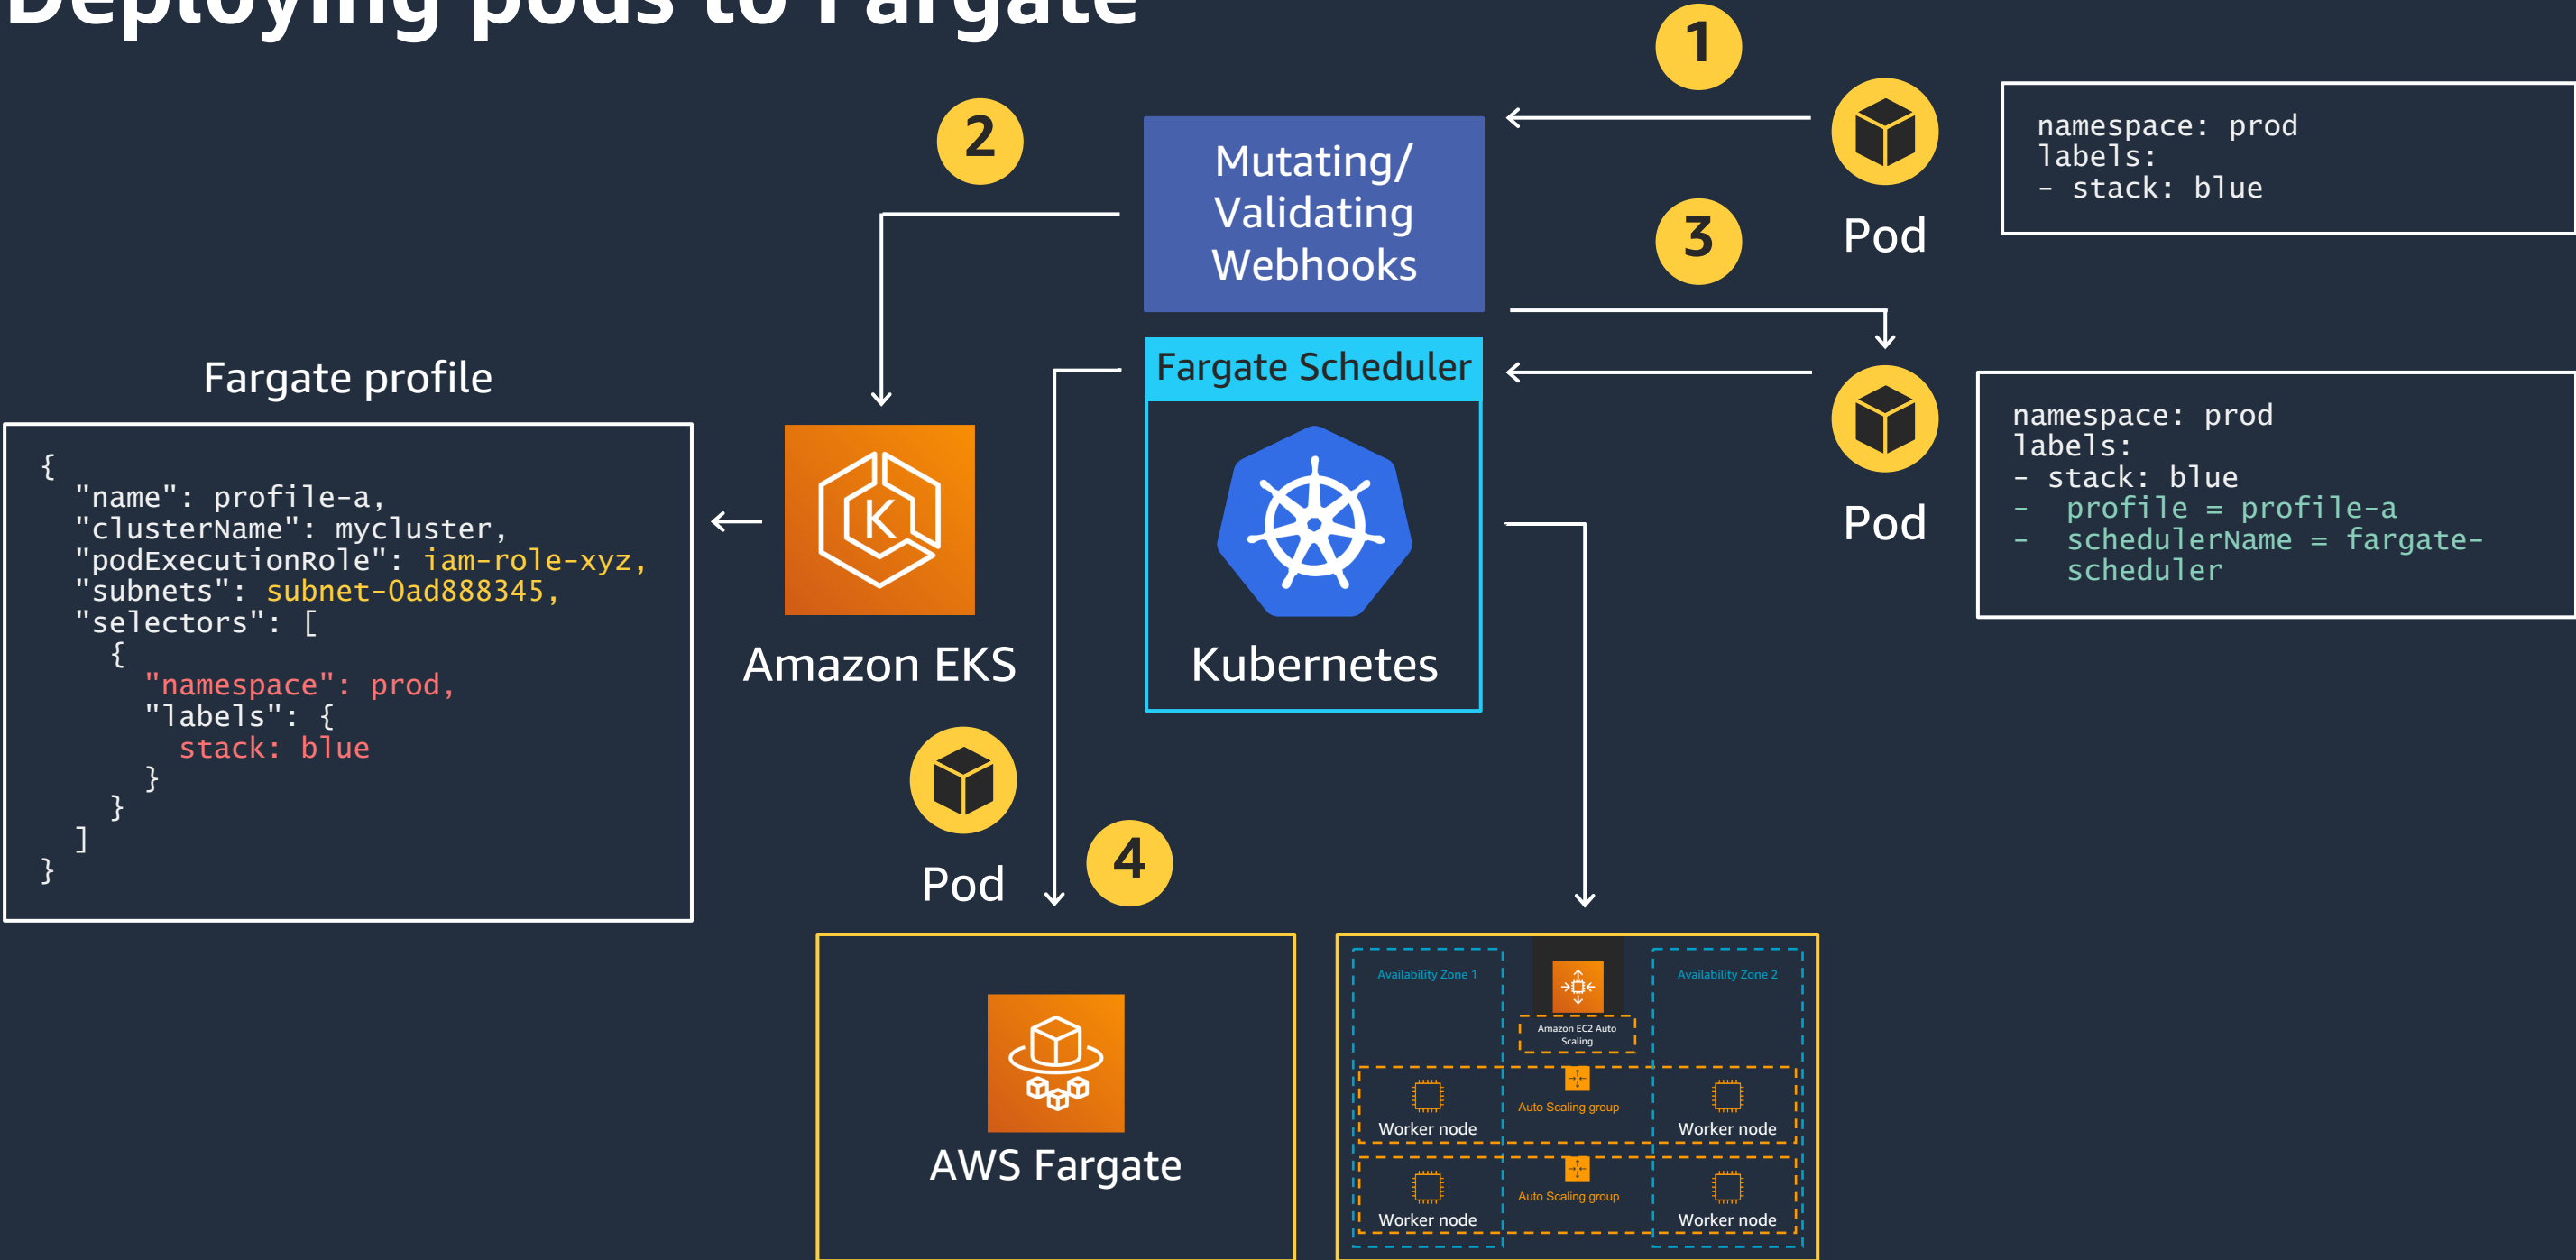 Deploying pods to Fargate
1
2
Mutating/
Validating
Webhooks
Pod
namespace: prod
labels:
- stack: blue
3
Fargate Scheduler
Kubernetes
Pod
namespace: prod
labels:
- stack: blue
- profile = profile-a
- schedulerName = fargate-
scheduler
Fargate profile
{
"name": profile-a,
"clusterName": mycluster,
"podExecutionRole": iam-role-xyz,
"subnets": subnet-0ad888345,
"selectors": [
{
"namespace": prod,
"labels": {
stack: blue
}
}
]
}
K
Amazon EKS
Pod
4
AWS Fargate
Availability Zone 1
Availability Zone 2
Amazon EC2 Auto
Scaling
Auto Scaling group
Worker node
Worker node
Auto Scaling group
Worker node
Worker node